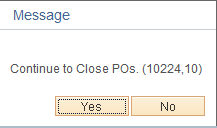 Message
Continue to Close POs. (10224,10)
Yes No